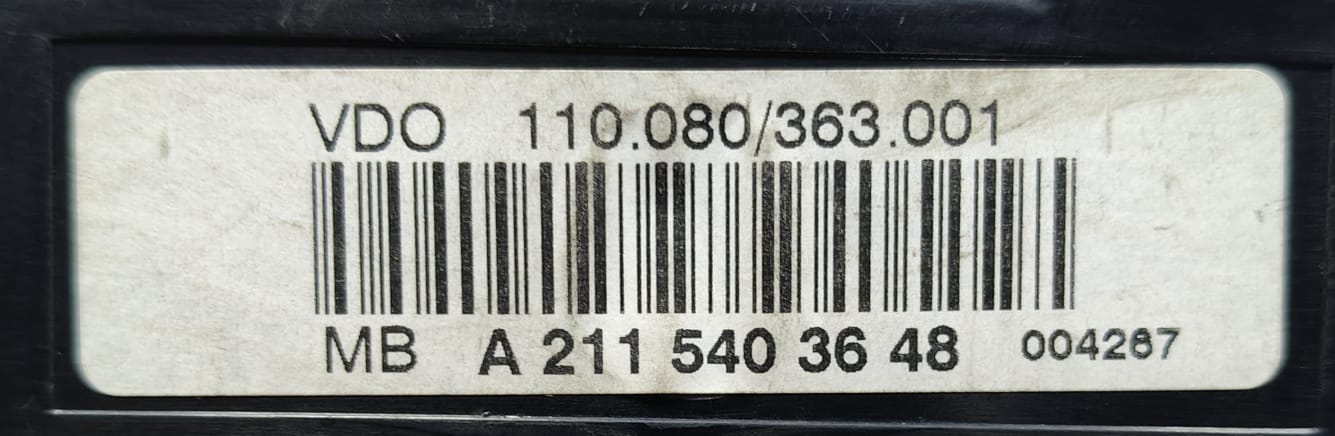 VDO 110.080/363.001
MB A 211 540 36 48 004267